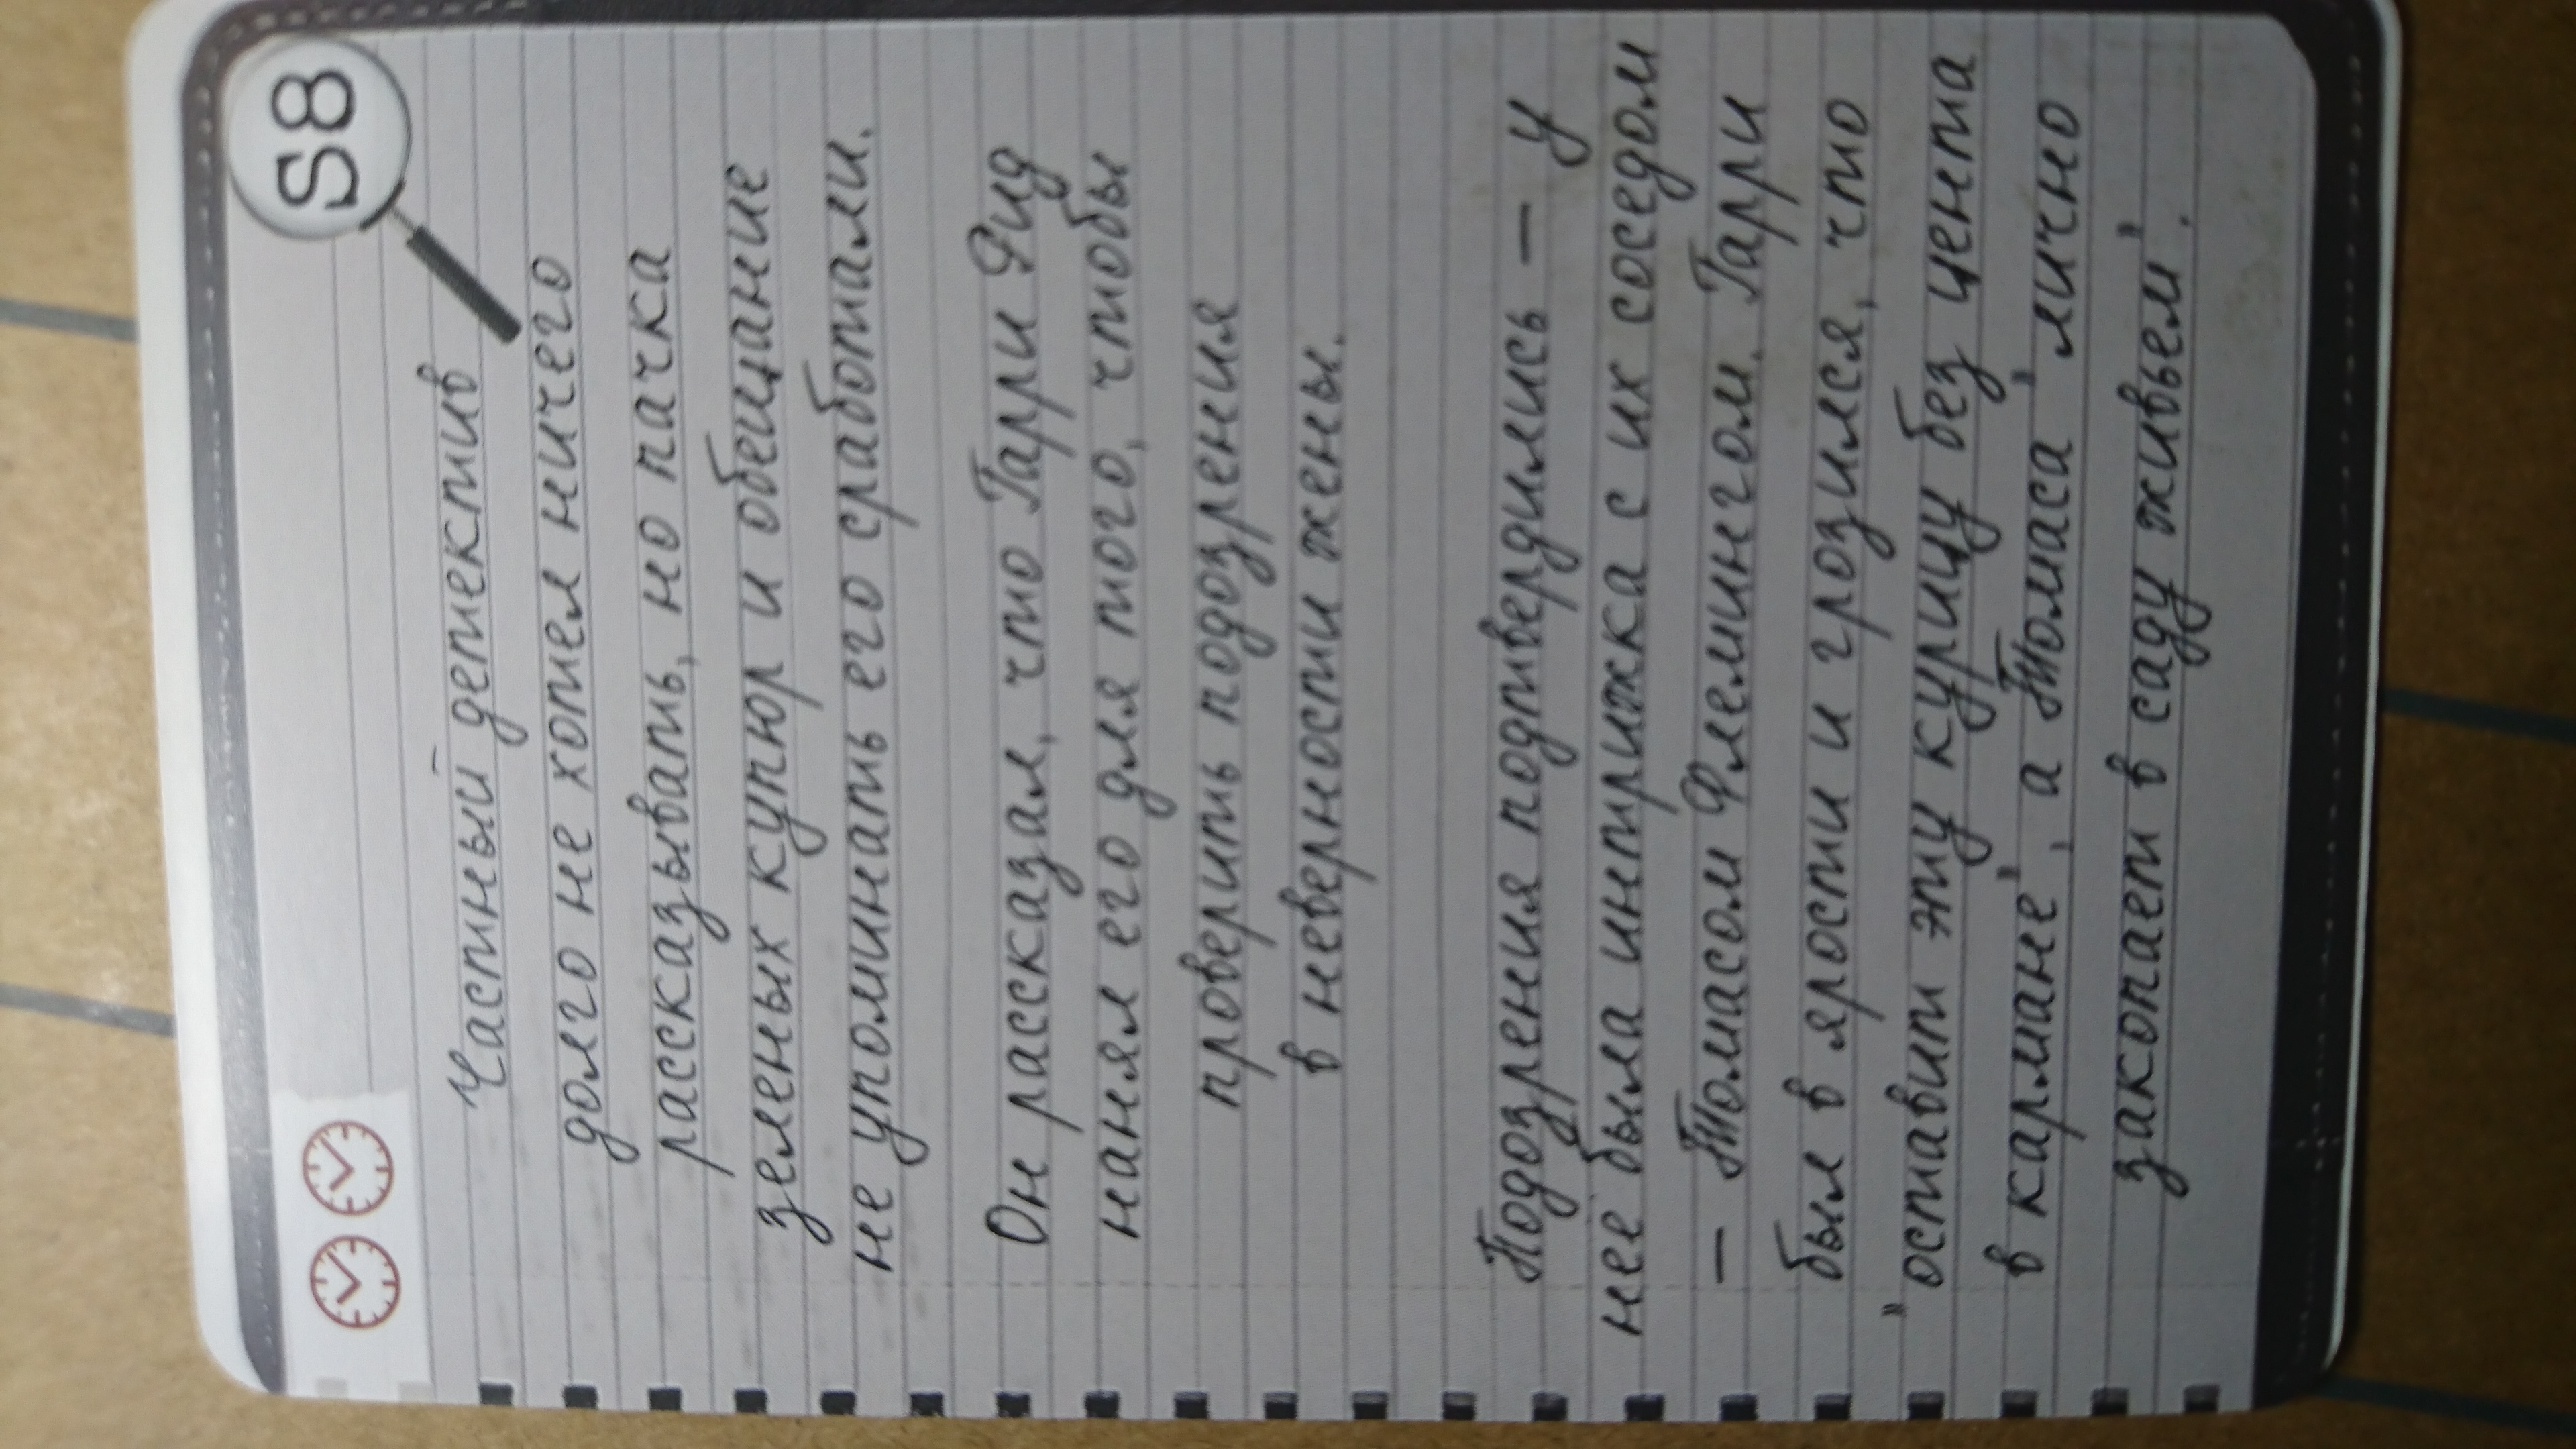 S8
Частный детектив
долго не хотел ничего
рассказывать, но пачка
зеленых купюр и обещание
не упоминать его сработали.
Он рассказал, что Гарри Рид
нанял его для того, чтобы
проверить подозрения
в неверности жены.
Подозрения подтвердились — у
неё была интрижка с их соседом
— Томасом Флемингом. Гарри
был в ярости и грозился, что
"оставит эту курицу без цента
в кармане", а Томаса "лично
закопает в саду живьем".